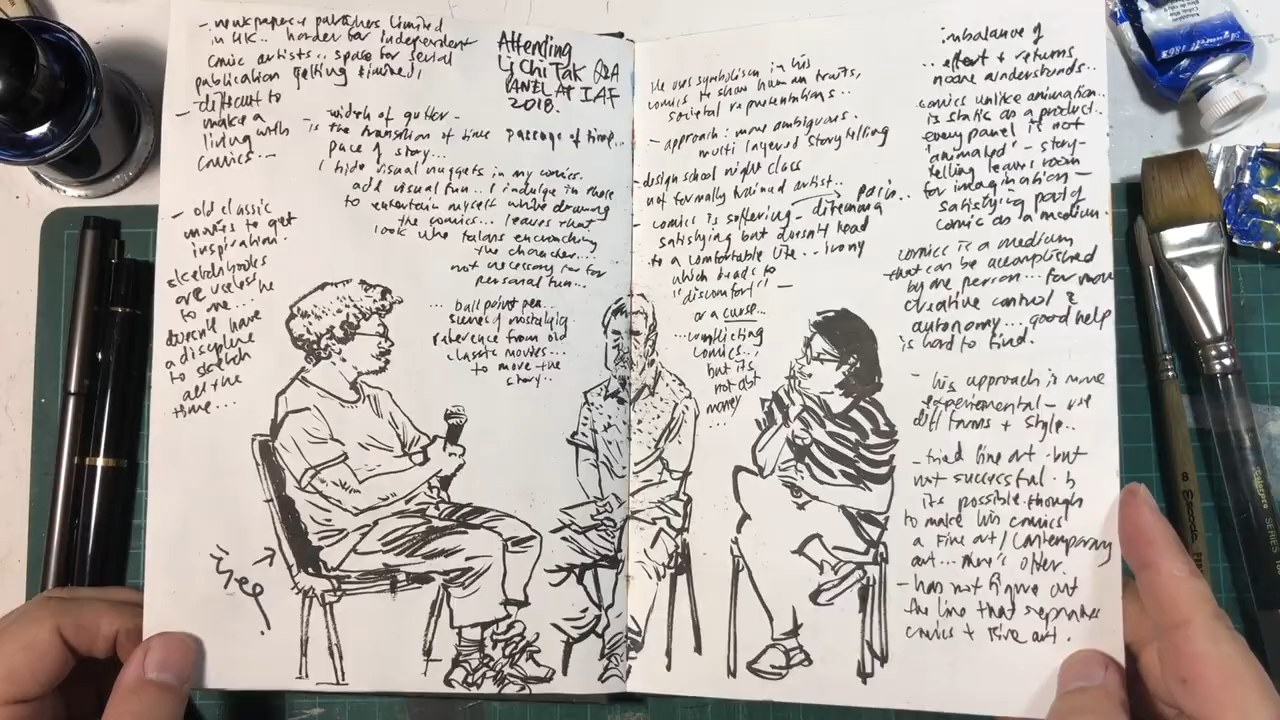 - newspapers + publishers limited
in HK.. harder for independent
comic artists.. space for serial
publication getting limited,
- difficult to
make a
living with
comics -
Attending
Li Chi Tak Q&A
PANEL AT IAF
2018.
- width of gutter -
is the transition of time passage of time..
pace of story...
I hide visual nuggets in my comics.
add visual fun.. I indulge in those
to entertain myself while drawing
the comics... leaves that
look like talons encroaching
the character...
not necessary for
personal fun...
- old classic
movies to get
inspiration.
sketchbooks
are useless
to me... he
doesn't have
a discipline
to sketch
all the
time...
... ball point pen..
sense of nostalgia
reference from old
classic movies...
to move the
story..
He uses symbolism in his
comics to show human traits,
societal representations..
- approach: more ambiguous.
multi layered storytelling
- design school night class
not formally trained artist..
- comics is suffering - dilemma pain..
satisfying but doesn't lead
to a comfortable life... irony
which leads to
"discomfort" -
or a curse...
...conflicting
comics..
but its
not abt
money
...
imbalance of
.. effort + returns
no one understands..
comics unlike animation..
is static as a product..
every panel is not
'animated' - story-
telling leaves room
for imagination -
satisfying part of
comic as a medium.
comics is a medium
that can be accomplished
by one person... for more
creative control &
autonomy... good help
is hard to find.
- his approach is more
experimental - use
diff forms + style..
- tried fine art - but
not successful.
its possible though
to make his comics
a Fine art / Contemporary
art... there's offer.
- has not figure out
the line that separates
comics + Fine art.
8
SERIES